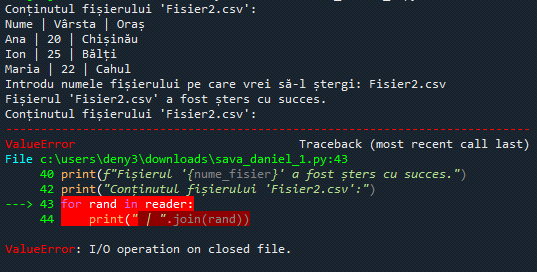 Conținutul fișierului 'Fisier2.csv':
Nume | Vârsta | Oraș
Ana | 20 | Chișinău
Ion | 25 | Bălți
Maria | 22 | Cahul
Introdu numele fișierului pe care vrei să-l ștergi: Fisier2.csv
Fișierul 'Fisier2.csv' a fost șters cu succes.
Conținutul fișierului 'Fisier2.csv':
---------------------------------------------------------------------------
ValueError                                Traceback (most recent call last)
File c:\users\deny3\downloads\sava_daniel_1.py:43
     40 print(f"Fișierul '{nume_fisier}' a fost șters cu succes.")
     42 print("Conținutul fișierului 'Fisier2.csv':")
---> 43 for rand in reader:
     44     print(" | ".join(rand))
ValueError: I/O operation on closed file.